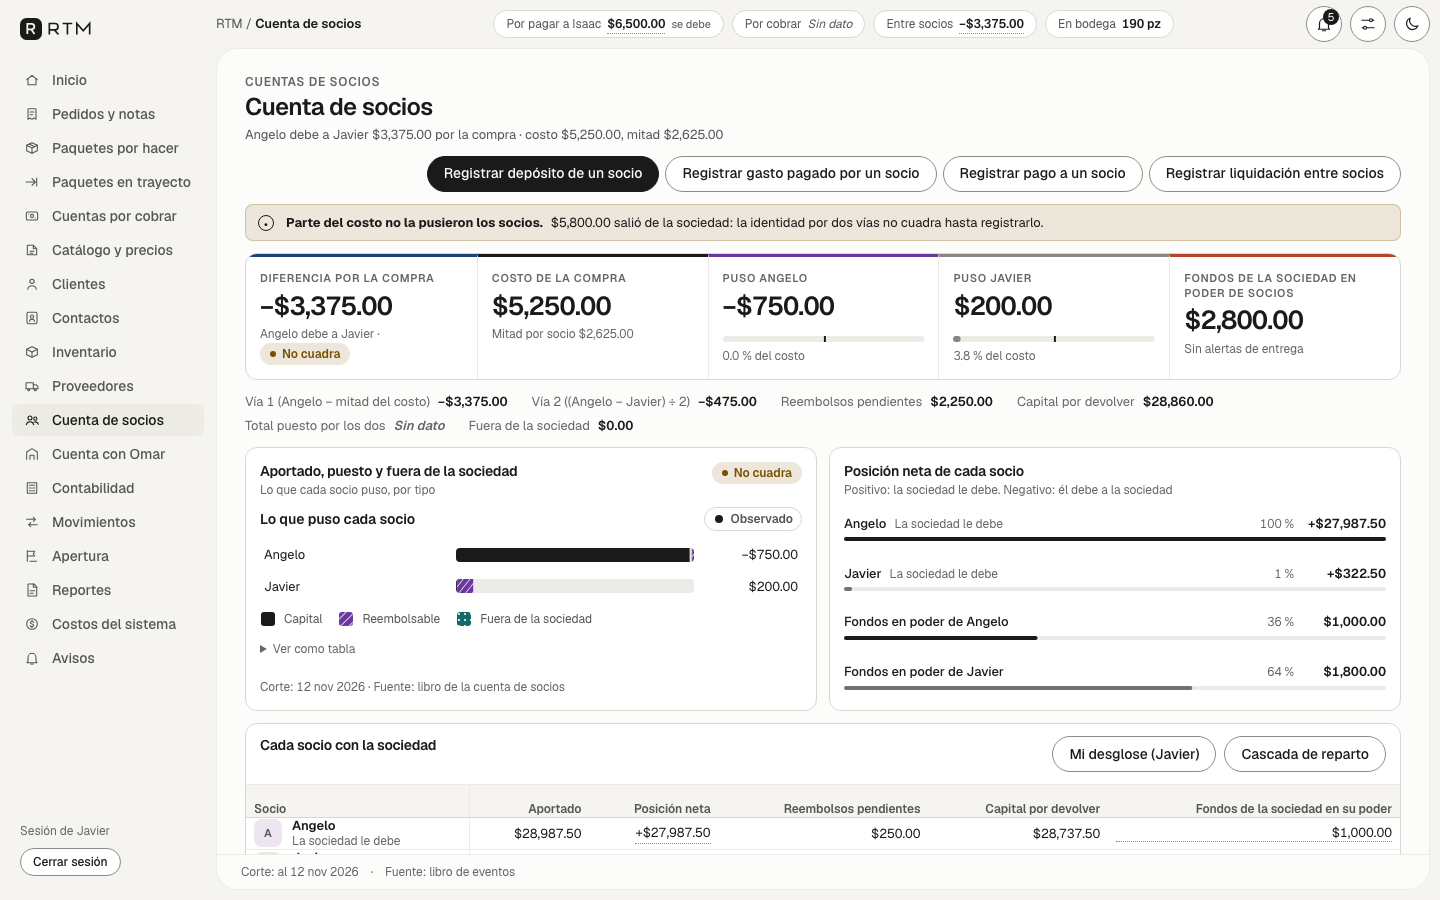 R RTM
RTM / Cuenta de socios
Por pagar a Isaac $6,500.00 se debe
Por cobrar Sin dato
Entre socios −$3,375.00
En bodega 190 pz
5
Inicio
Pedidos y notas
Paquetes por hacer
Paquetes en trayecto
Cuentas por cobrar
Catálogo y precios
Clientes
Contactos
Inventario
Proveedores
Cuenta de socios
Cuenta con Omar
Contabilidad
Movimientos
Apertura
Reportes
Costos del sistema
Avisos
Sesión de Javier
Cerrar sesión
CUENTAS DE SOCIOS
Cuenta de socios
Angelo debe a Javier $3,375.00 por la compra · costo $5,250.00, mitad $2,625.00
Registrar depósito de un socio
Registrar gasto pagado por un socio
Registrar pago a un socio
Registrar liquidación entre socios
Parte del costo no la pusieron los socios. $5,800.00 salió de la sociedad: la identidad por dos vías no cuadra hasta registrarlo.
DIFERENCIA POR LA COMPRA
−$3,375.00
Angelo debe a Javier ·
No cuadra
COSTO DE LA COMPRA
$5,250.00
Mitad por socio $2,625.00
PUSO ANGELO
−$750.00
0.0 % del costo
PUSO JAVIER
$200.00
3.8 % del costo
FONDOS DE LA SOCIEDAD EN
PODER DE SOCIOS
$2,800.00
Sin alertas de entrega
Vía 1 (Angelo − mitad del costo) −$3,375.00
Vía 2 ((Angelo − Javier) ÷ 2) −$475.00
Reembolsos pendientes $2,250.00
Capital por devolver $28,860.00
Total puesto por los dos Sin dato
Fuera de la sociedad $0.00
Aportado, puesto y fuera de la sociedad
No cuadra
Lo que cada socio puso, por tipo
Lo que puso cada socio
Observado
Angelo −$750.00
Javier $200.00
Capital Reembolsable Fuera de la sociedad
Ver como tabla
Corte: 12 nov 2026 · Fuente: libro de la cuenta de socios
Posición neta de cada socio
Positivo: la sociedad le debe. Negativo: él debe a la sociedad
Angelo La sociedad le debe 100 % +$27,987.50
Javier La sociedad le debe 1 % +$322.50
Fondos en poder de Angelo 36 % $1,000.00
Fondos en poder de Javier 64 % $1,800.00
Cada socio con la sociedad
Mi desglose (Javier)
Cascada de reparto
Socio Aportado Posición neta Reembolsos pendientes Capital por devolver Fondos de la sociedad en su poder
A Angelo $28,987.50 +$27,987.50 $250.00 $28,737.50 $1,000.00
La sociedad le debe
Corte: al 12 nov 2026 · Fuente: libro de eventos